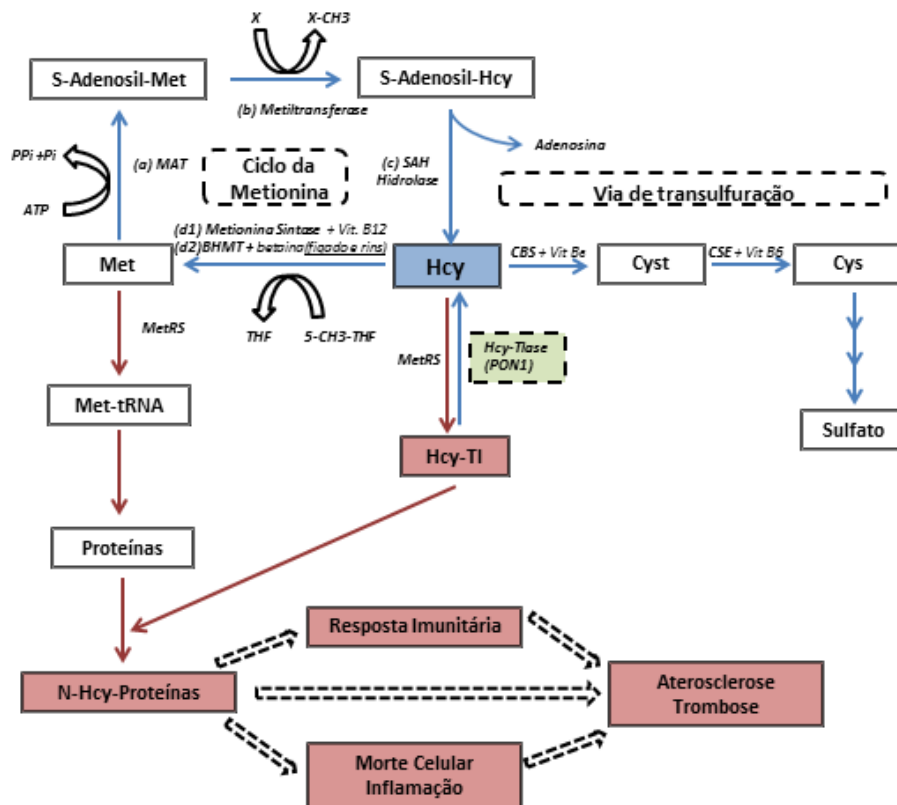 X
X-CH3
S-Adenosil-Met
S-Adenosil-Hcy
(b) Metiltransferase
PPi +Pi
(a) MAT
ATP
Ciclo da
Metionina
(c) SAH
Hidrolase
Adenosina
Via de transulfuração
(d1) Metionina Sintase + Vit. B12
(d2)BHMT + betaína(fígado e rins)
Met
Hcy
CBS + Vit Be
Cyst
CSE + Vit B6
Cys
THF
5-CH3-THF
MetRS
MetRS
Hcy-Tlase
(PON1)
Met-tRNA
Hcy-Tl
Sulfato
Proteínas
Resposta Imunitária
N-Hcy-Proteínas
Aterosclerose
Trombose
Morte Celular
Inflamação